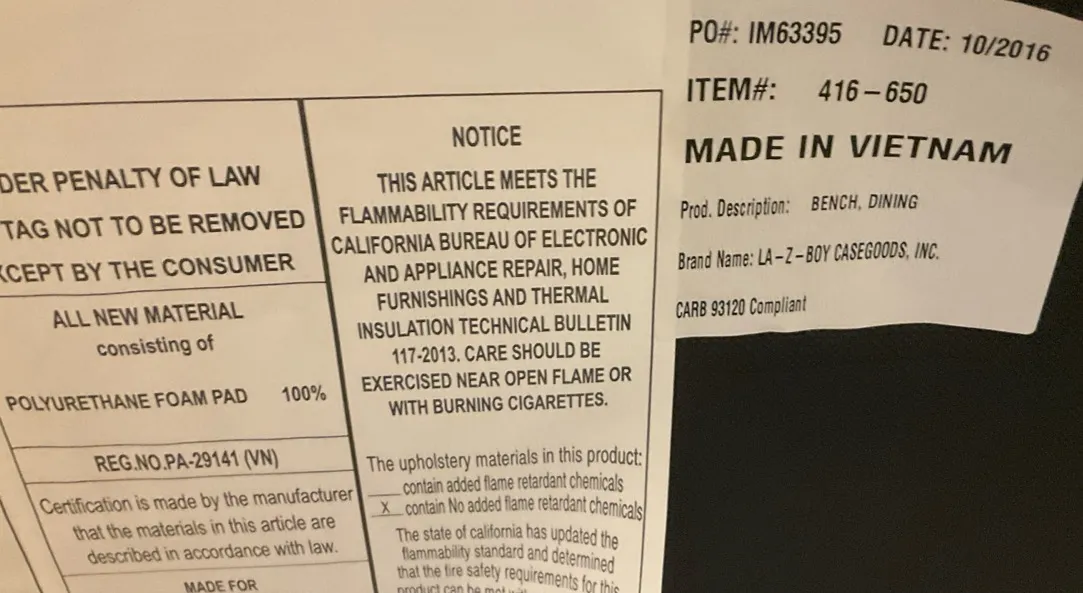 DER PENALTY OF LAW
TAG NOT TO BE REMOVED
XCEPT BY THE CONSUMER
ALL NEW MATERIAL
consisting of
POLYURETHANE FOAM PAD 100%
REG.NO.PA-29141 (VN)
Certification is made by the manufacturer
that the materials in this article are
described in accordance with law.
MADE FOR
NOTICE
THIS ARTICLE MEETS THE
FLAMMABILITY REQUIREMENTS OF
CALIFORNIA BUREAU OF ELECTRONIC
AND APPLIANCE REPAIR, HOME
FURNISHINGS AND THERMAL
INSULATION TECHNICAL BULLETIN
117-2013. CARE SHOULD BE
EXERCISED NEAR OPEN FLAME OR
WITH BURNING CIGARETTES.
The upholstery materials in this product:
____ contain added flame retardant chemicals
X contain No added flame retardant chemicals
The state of california has updated the
flammability standard and determined
that the fire safety requirements for this
product can be met
PO#: IM63395 DATE: 10/2016
ITEM#: 416-650
MADE IN VIETNAM
Prod. Description: BENCH, DINING
Brand Name: LA-Z-BOY CASEGOODS, INC.
CARB 93120 Compliant